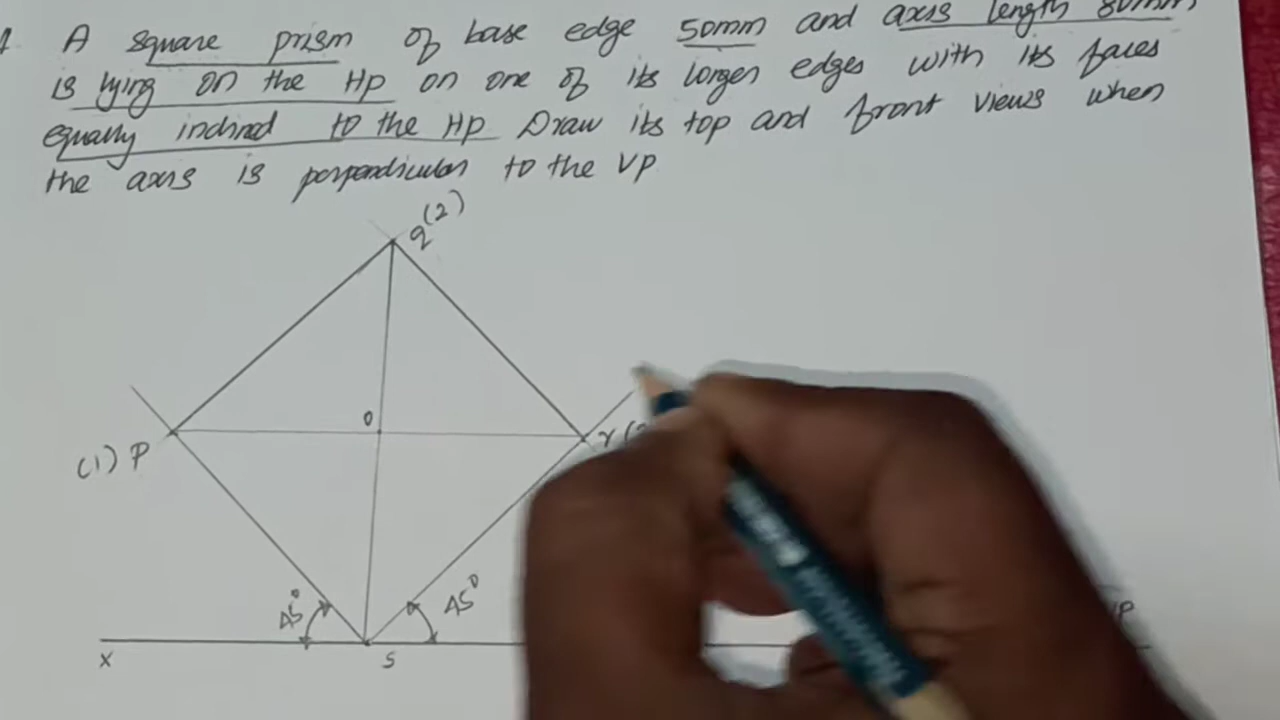 A square prism of base edge 50mm and axis length 80mm
is lying on the Hp on one of its longer edges with its faces
equally inclined to the Hp Draw its top and front views when
the axis is perpendicular to the VP
q (2)
O
(1) P
r (
45° 45°
X S